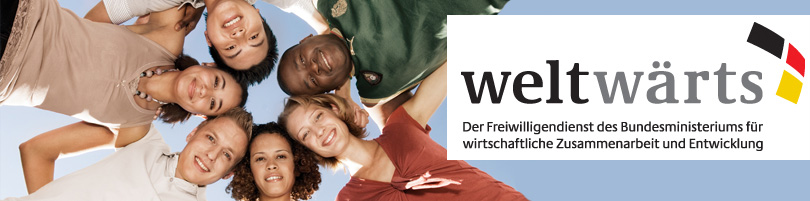 weltwärts
Der Freiwilligendienst des Bundesministeriums für
wirtschaftliche Zusammenarbeit und Entwicklung